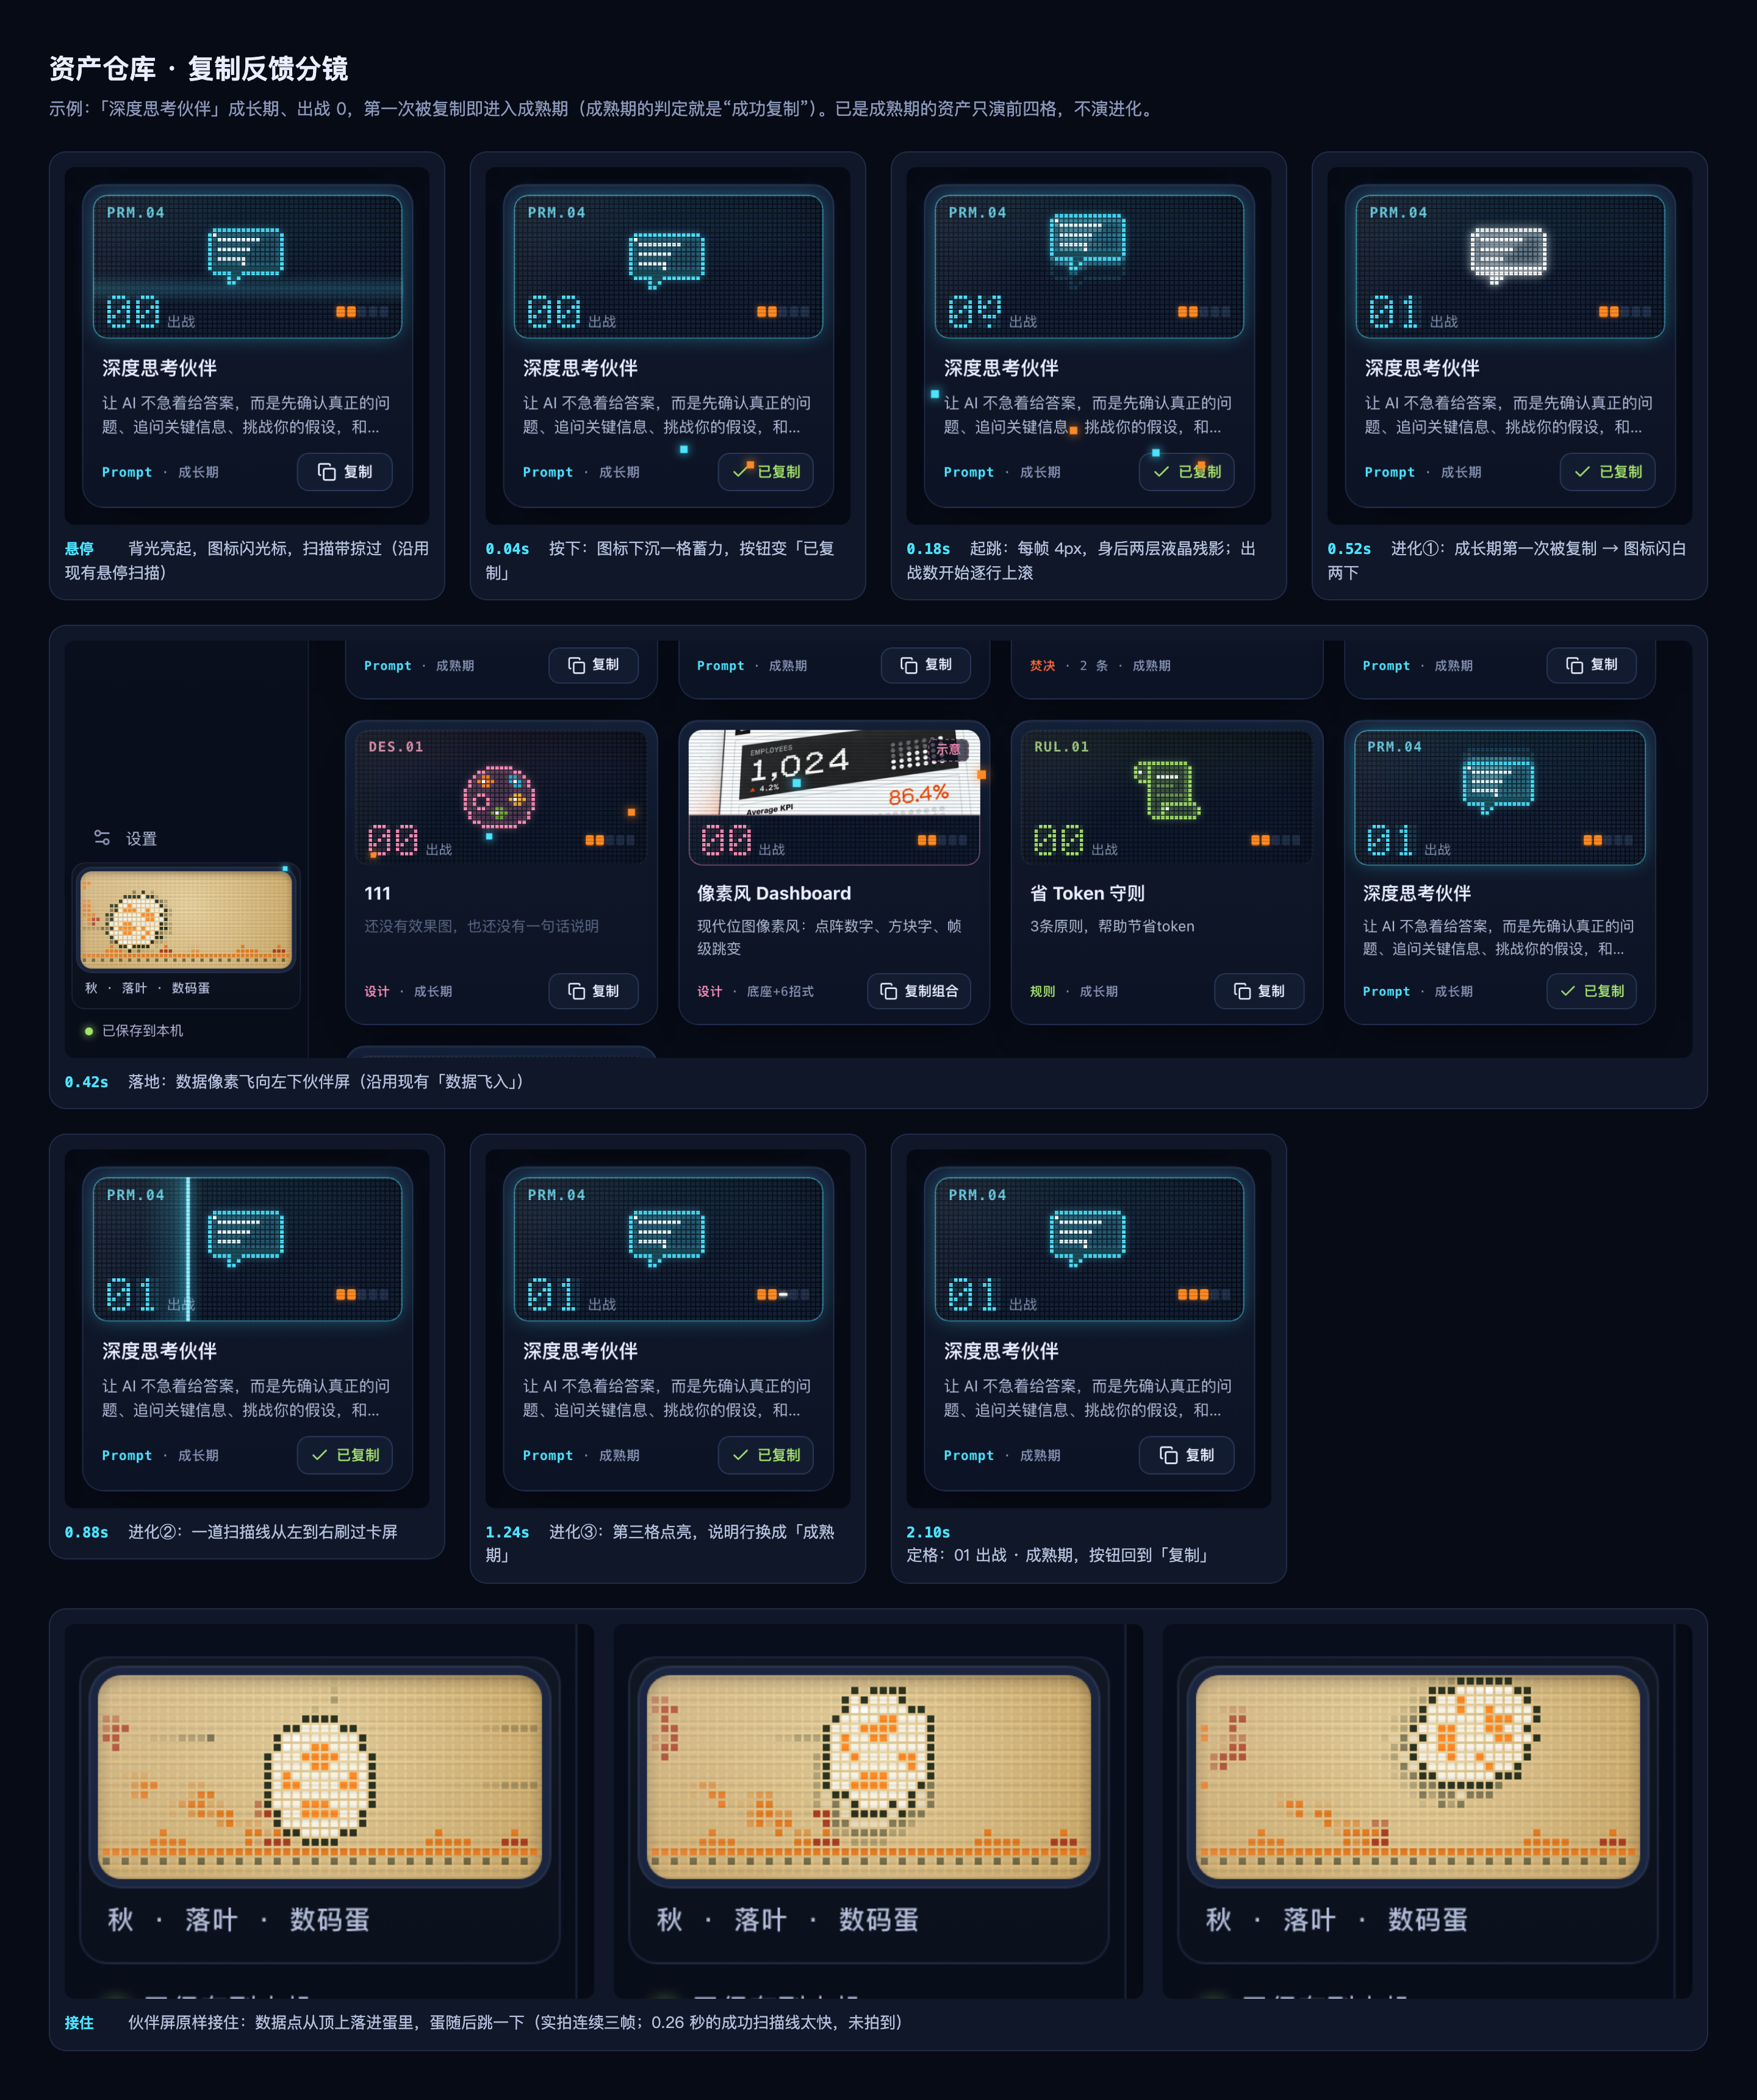 资产仓库 · 复制反馈分镜
示例：「深度思考伙伴」成长期、出战 0，第一次被复制即进入成熟期（成熟期的判定就是“成功复制”）。已是成熟期的资产只演前四格，不演进化。
PRM.04
00 出战
深度思考伙伴
让 AI 不急着给答案，而是先确认真正的问
题、追问关键信息、挑战你的假设，和...
Prompt · 成长期
复制
悬停 背光亮起，图标闪光标，扫描带掠过（沿用
现有悬停扫描）
PRM.04
00 出战
深度思考伙伴
让 AI 不急着给答案，而是先确认真正的问
题、追问关键信息、挑战你的假设，和...
Prompt · 成长期
已复制
0.04s 按下：图标下沉一格蓄力，按钮变「已复
制」
PRM.04
出战
深度思考伙伴
让 AI 不急着给答案，而是先确认真正的问
题、追问关键信息 挑战你的假设，和...
Prompt · 成长期
已复制
0.18s 起跳：每帧 4px，身后两层液晶残影；出
战数开始逐行上滚
PRM.04
01 出战
深度思考伙伴
让 AI 不急着给答案，而是先确认真正的问
题、追问关键信息、挑战你的假设，和...
Prompt · 成长期
已复制
0.52s 进化①：成长期第一次被复制 → 图标闪白
两下
Prompt · 成熟期
复制
Prompt · 成熟期
复制
焚决 · 2 条 · 成熟期
Prompt · 成熟期
复制
设置
秋 · 落叶 · 数码蛋
已保存到本机
DES.01
00 出战
111
还没有效果图，也还没有一句话说明
设计 · 成长期
复制
EMPLOYEES
1,024
4.2%
Average KPI
86.4%
示意
00 出战
像素风 Dashboard
现代位图像素风：点阵数字、方块字、帧
级跳变
设计 · 底座+6招式
复制组合
RUL.01
00 出战
省 Token 守则
3条原则，帮助节省token
规则 · 成长期
复制
PRM.04
01 出战
深度思考伙伴
让 AI 不急着给答案，而是先确认真正的问
题、追问关键信息、挑战你的假设，和...
Prompt · 成长期
已复制
0.42s 落地：数据像素飞向左下伙伴屏（沿用现有「数据飞入」）
PRM.04
01 出战
深度思考伙伴
让 AI 不急着给答案，而是先确认真正的问
题、追问关键信息、挑战你的假设，和...
Prompt · 成长期
已复制
0.88s 进化②：一道扫描线从左到右刷过卡屏
PRM.04
01 出战
深度思考伙伴
让 AI 不急着给答案，而是先确认真正的问
题、追问关键信息、挑战你的假设，和...
Prompt · 成熟期
已复制
1.24s 进化③：第三格点亮，说明行换成「成熟
期」
PRM.04
01 出战
深度思考伙伴
让 AI 不急着给答案，而是先确认真正的问
题、追问关键信息、挑战你的假设，和...
Prompt · 成熟期
复制
2.10s
定格：01 出战 · 成熟期，按钮回到「复制」
秋 · 落叶 · 数码蛋
秋 · 落叶 · 数码蛋
秋 · 落叶 · 数码蛋
接住 伙伴屏原样接住：数据点从顶上落进蛋里，蛋随后跳一下（实拍连续三帧；0.26 秒的成功扫描线太快，未拍到）